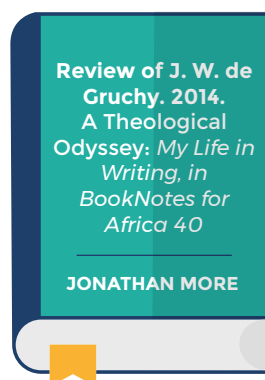 Review of J. W. de
Gruchy. 2014.
A Theological
Odyssey: My Life in
Writing, in
BookNotes for
Africa 40
JONATHAN MORE